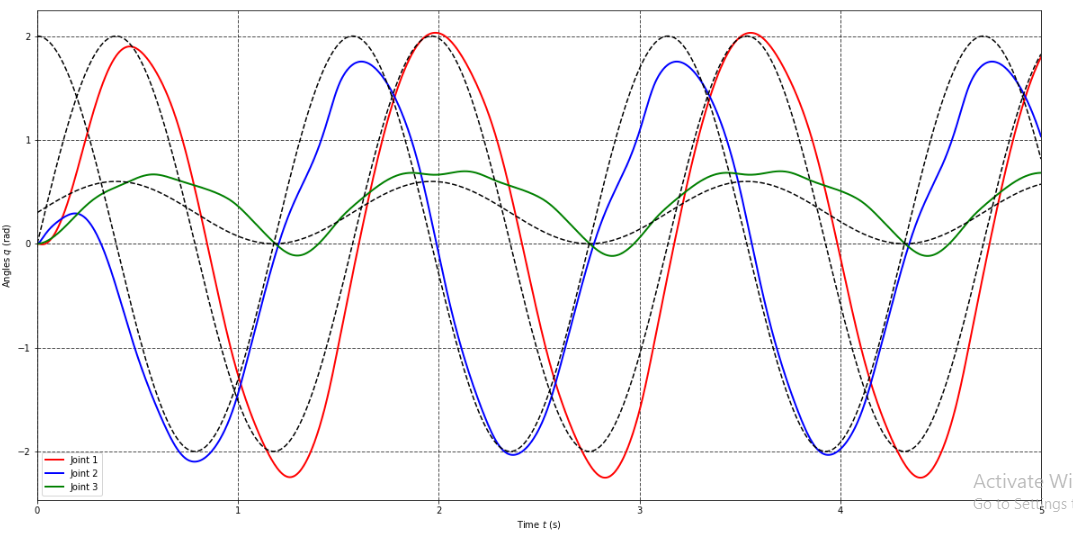 2
1
0
−1
−2
Angles q (rad)
Joint 1
Joint 2
Joint 3
Activate Wi
Go to Settings t
0 1 2 3 4 5
Time t (s)